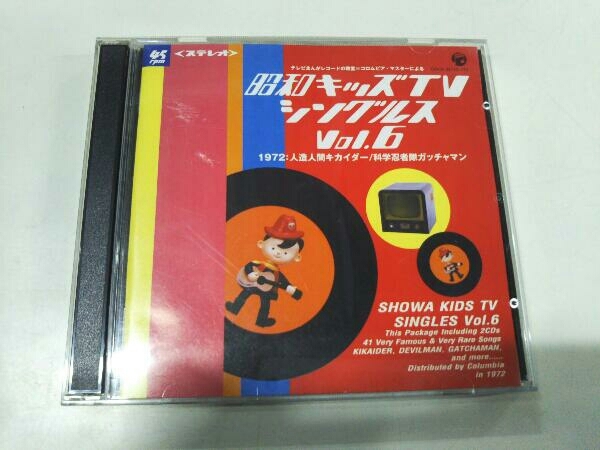 45
rpm
<ステレオ>
テレビまんがレコードの殿堂=コロムビア・マスターによる
昭和キッズTV
シングルス
Vol.6
1972:人造人間キカイダー/科学忍者隊ガッチャマン
SHOWA KIDS TV
SINGLES Vol.6
This Package Including 2CDs
41 Very Famous & Very Rare Songs
KIKAIDER, DEVILMAN, GATCHAMAN,
and more......
Distributed by Columbia
in 1972